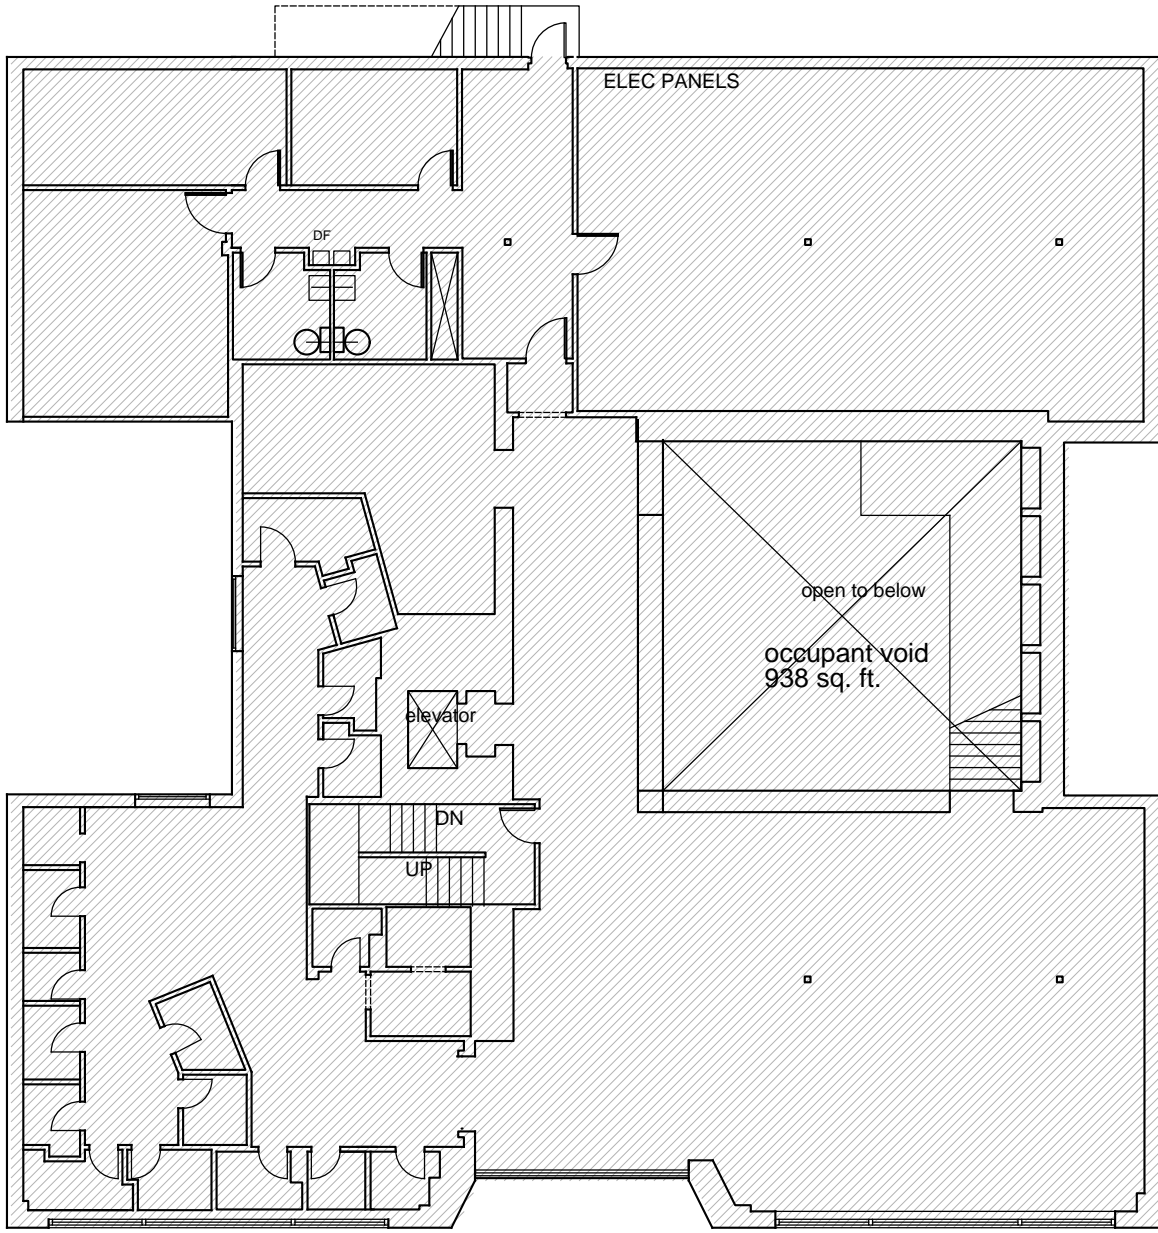 ELEC PANELS
DF
open to below
occupant void
938 sq. ft.
elevator
DN
UP